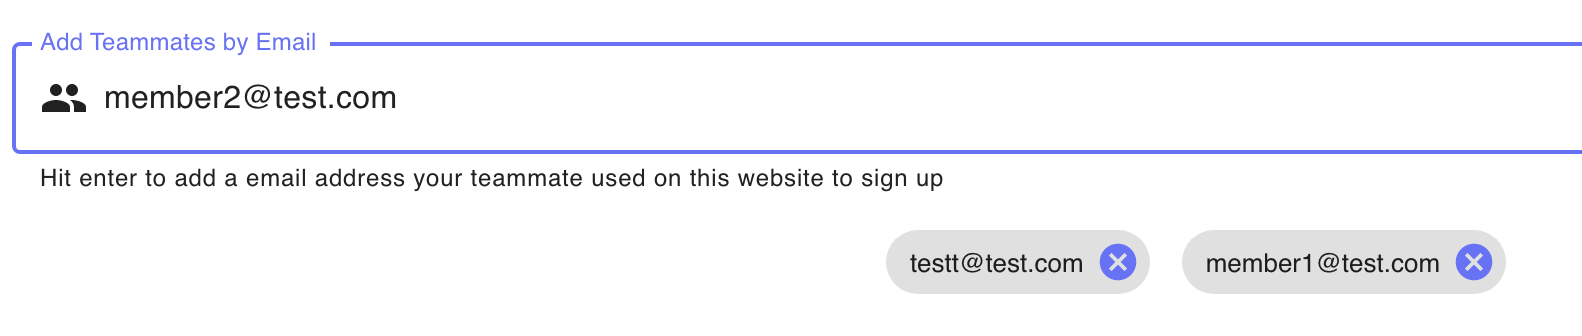 Add Teammates by Email
member2@test.com
Hit enter to add a email address your teammate used on this website to sign up
testt@test.com member1@test.com